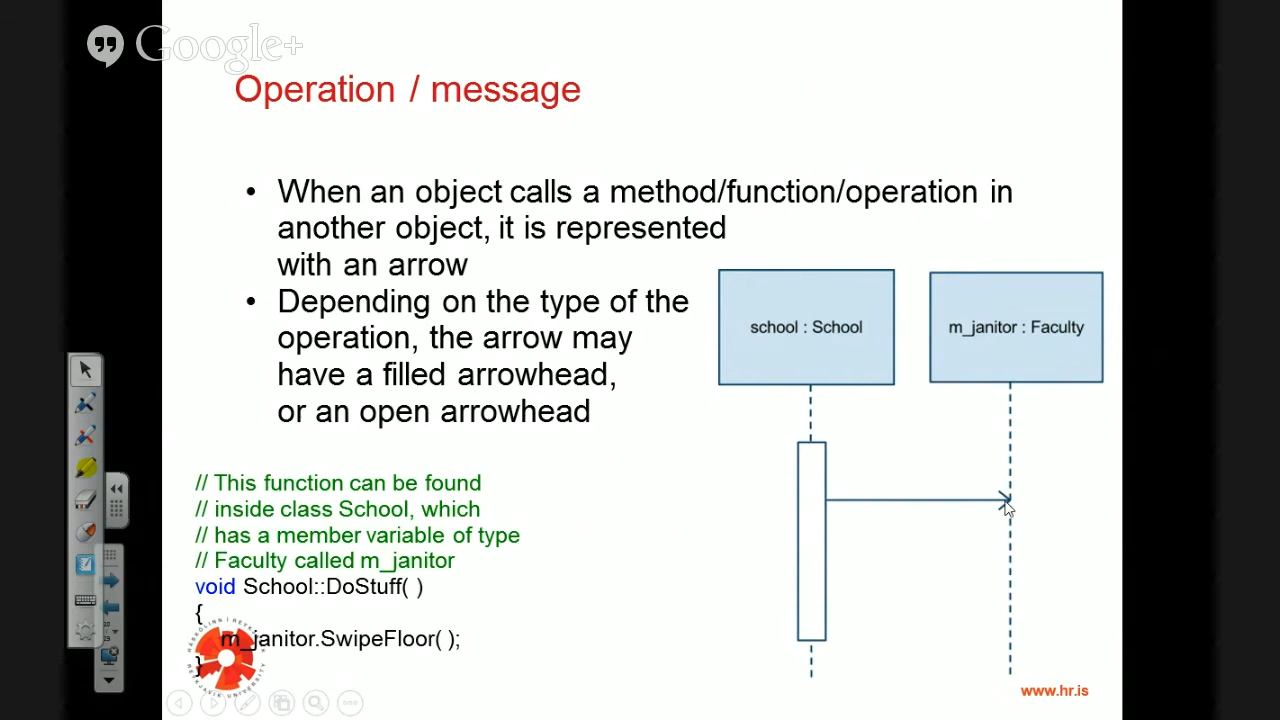 Google+
Operation / message
• When an object calls a method/function/operation in
another object, it is represented
with an arrow
• Depending on the type of the
operation, the arrow may
have a filled arrowhead,
or an open arrowhead
school : School
m_janitor : Faculty
// This function can be found
// inside class School, which
// has a member variable of type
// Faculty called m_janitor
void School::DoStuff( )
{
m_janitor.SwipeFloor( );
}
www.hr.is